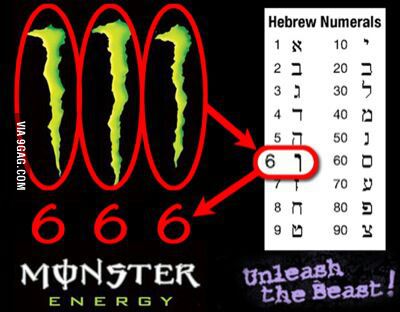 Hebrew Numerals
1 א 10 י
2 ב 20 כ
3 ג 30 ל
4 ד 40 מ
5 ה 50 נ
6 ו 60 ס
7 ז 70 ע
8 ח 80 פ
9 ט 90 צ
VIA 9GAG.COM
6 6 6
MONSTER
ENERGY
Unleash
the Beast!